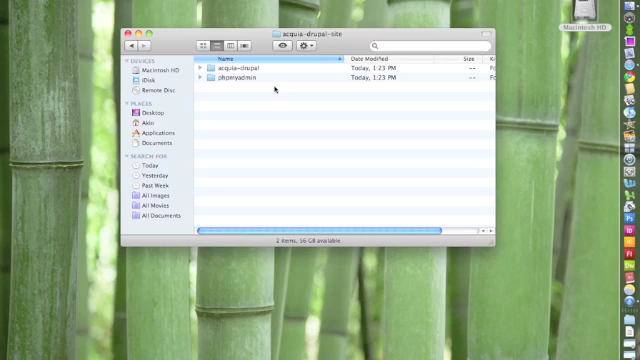 acquia-drupal-site
Macintosh HD
Name
Date Modified
Size
DEVICES
Macintosh HD
iDisk
Remote Disc
PLACES
Desktop
Akto
Applications
Documents
SEARCH FOR
Today
Yesterday
Past Week
All Images
All Movies
All Documents
acquia-drupal Today, 1:23 PM --
phpmyadmin Today, 1:23 PM --
2 items, 16 GB available